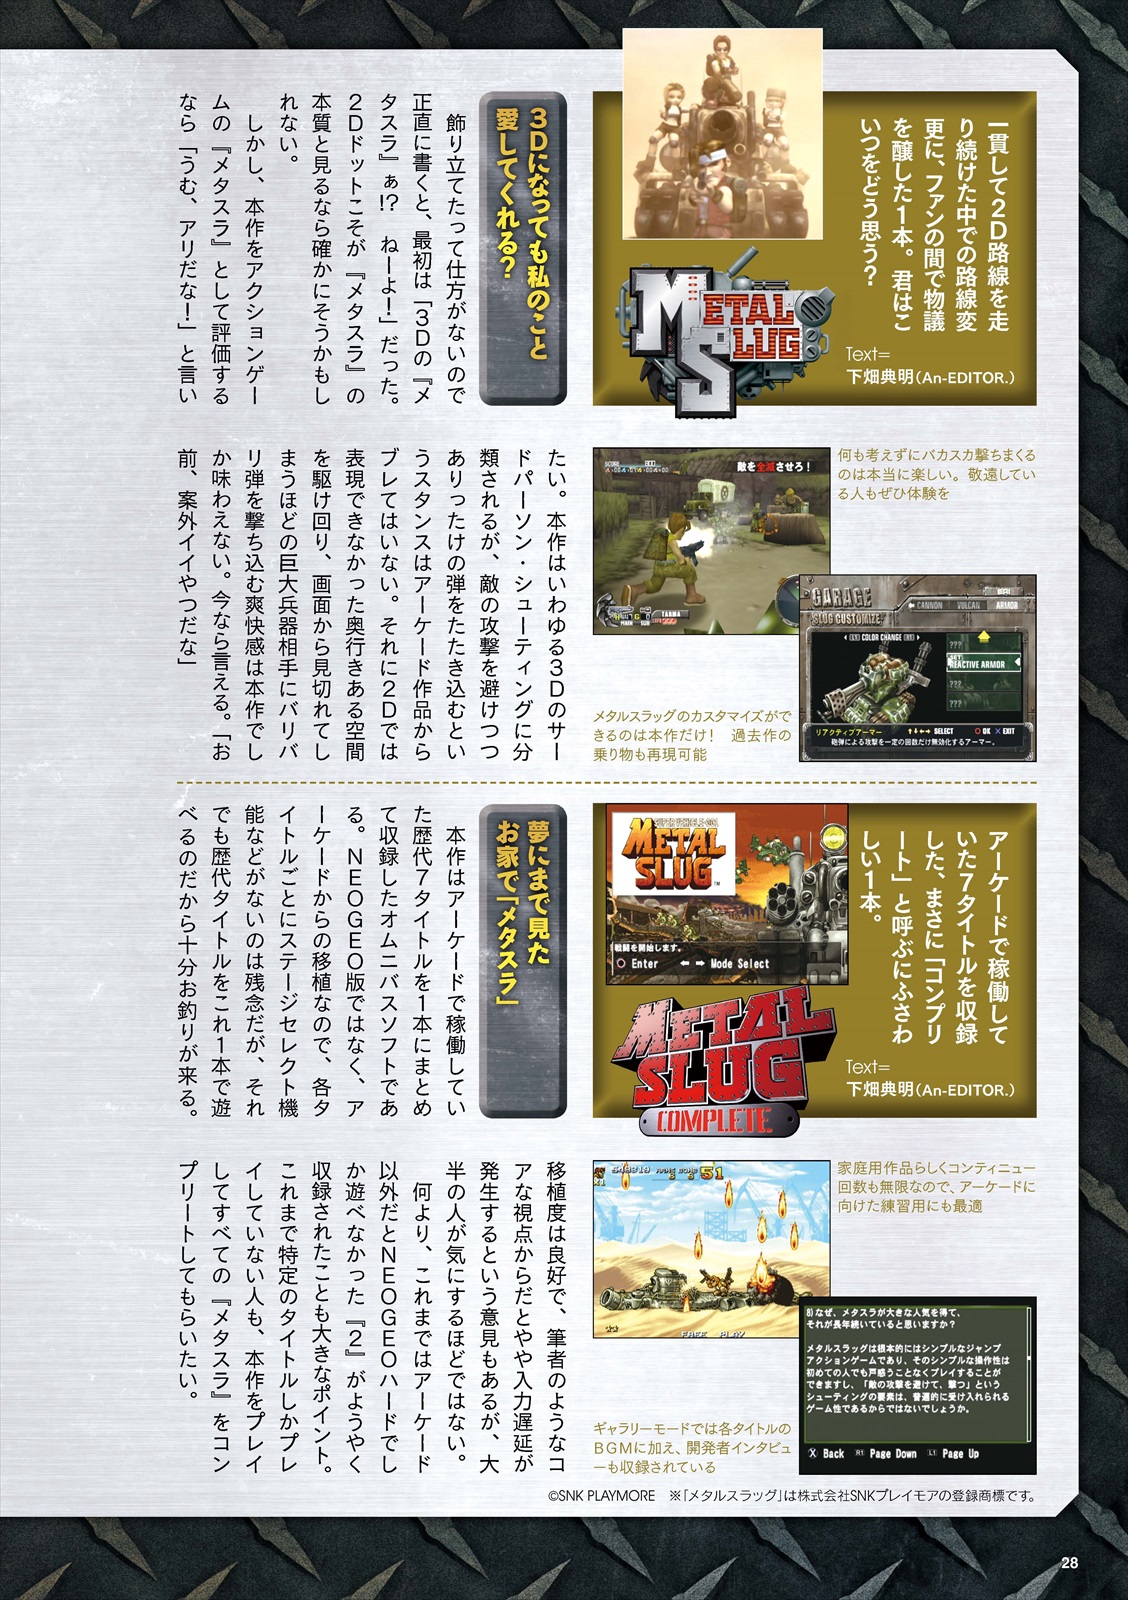 一貫して2D路線を走
り続けた中での路線変
更に、ファンの間で物議
を醸した1本。君はこ
いつをどう思う?
Text=
下畑典明(An-EDITOR.)
METAL
SLUG
MS
3Dになっても私のこと
愛してくれる?
飾り立てたって仕方がないので
正直に書くと、最初は「3Dの『メ
タスラ』ぁ!? ねーよ!」だった。
2Dドットこそが『メタスラ』の
本質と見るなら確かにそうかもし
れない。
しかし、本作をアクションゲー
ムの『メタスラ』として評価する
なら「うむ、アリだな!」と言い
たい。本作はいわゆる3Dのサー
ドパーソン・シューティングに分
類されるが、敵の攻撃を避けつつ
ありったけの弾をたたき込むとい
うスタンスはアーケード作品から
ブレてはいない。それに2Dでは
表現できなかった奥行きある空間
を駆け回り、画面から見切れてし
まうほどの巨大兵器相手にバリバ
リ弾を撃ち込む爽快感は本作でし
か味わえない。今なら言える。「お
前、案外イイやつだな」
何も考えずにバカスカ撃ちまくる
のは本当に楽しい。敬遠してい
る人もぜひ体験を
敵を全滅させろ!
GARAGE
SLUG CUSTOMIZE
CANNON VULCAN ARMOR
L1 COLOR CHANGE R1
???
SET
REACTIVE ARMOR
???
???
リアクティブアーマー
SELECT OK EXIT
砲弾による攻撃を一定の回数だけ無効化するアーマー。
メタルスラッグのカスタマイズがで
きるのは本作だけ! 過去作の
乗り物も再現可能
アーケードで稼働して
いた7タイトルを収録
した、まさに「コンプリ
ート」と呼ぶにふさわ
しい1本。
Text=
下畑典明(An-EDITOR.)
SUPER VEHICLE-001
METAL
SLUG
戦闘を開始します。
Enter Mode Select
METAL
SLUG
COMPLETE
夢にまで見た
お家で「メタスラ」
本作はアーケードで稼働してい
た歴代7タイトルを1本にまとめ
て収録したオムニバスソフトであ
る。NEOGEO版ではなく、ア
ーケードからの移植なので、各タ
イトルごとにステージセレクト機
能などがないのは残念だが、それ
でも歴代タイトルをこれ1本で遊
べるのだから十分お釣りが来る。
移植度は良好で、筆者のようなコ
アな視点からだとやや入力遅延が
発生するという意見もあるが、大
半の人が気にするほどではない。
何より、これまではアーケード
以外だとNEOGEOハードでし
か遊べなかった『2』がようやく
収録されたことも大きなポイント。
これまで特定のタイトルしかプレ
イしていない人も、本作をプレイ
してすべての『メタスラ』をコン
プリートしてもらいたい。
家庭用作品らしくコンティニュー
回数も無限なので、アーケードに
向けた練習用にも最適
51
FREE PLAY
8)なぜ、メタスラが大きな人気を得て、
それが長年続いていると思いますか?
メタルスラッグは根本的にはシンプルなジャンプ
アクションゲームであり、そのシンプルな操作性は
初めての人でも戸惑うことなくプレイすることが
できますし、「敵の攻撃を避けて、撃つ」という
シューティングの要素は、普遍的に受け入れられる
ゲーム性であるからではないでしょうか。
X Back R1 Page Down L1 Page Up
ギャラリーモードでは各タイトルの
BGMに加え、開発者インタビュ
ーも収録されている
©SNK PLAYMORE ※「メタルスラッグ」は株式会社SNKプレイモアの登録商標です。
28